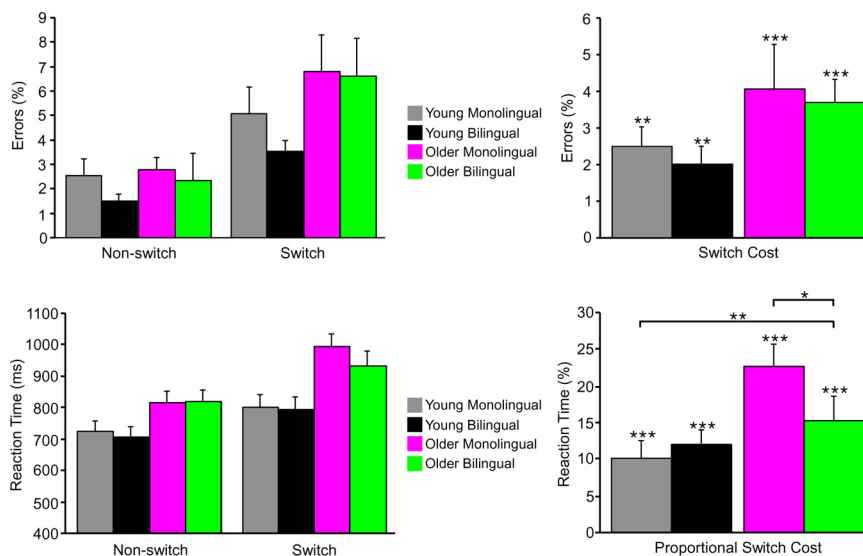 9
8
7
6
5
4
3
2
1
0
Errors (%)
Non-switch
Switch
Young Monolingual
Young Bilingual
Older Monolingual
Older Bilingual
6
5
4
3
2
1
0
Errors (%)
**
**
***
***
Switch Cost
1100
1000
900
800
700
600
500
400
Reaction Time (ms)
Non-switch
Switch
Young Monolingual
Young Bilingual
Older Monolingual
Older Bilingual
30
25
20
15
10
5
0
Reaction Time (%)
*
**
***
***
***
***
Proportional Switch Cost